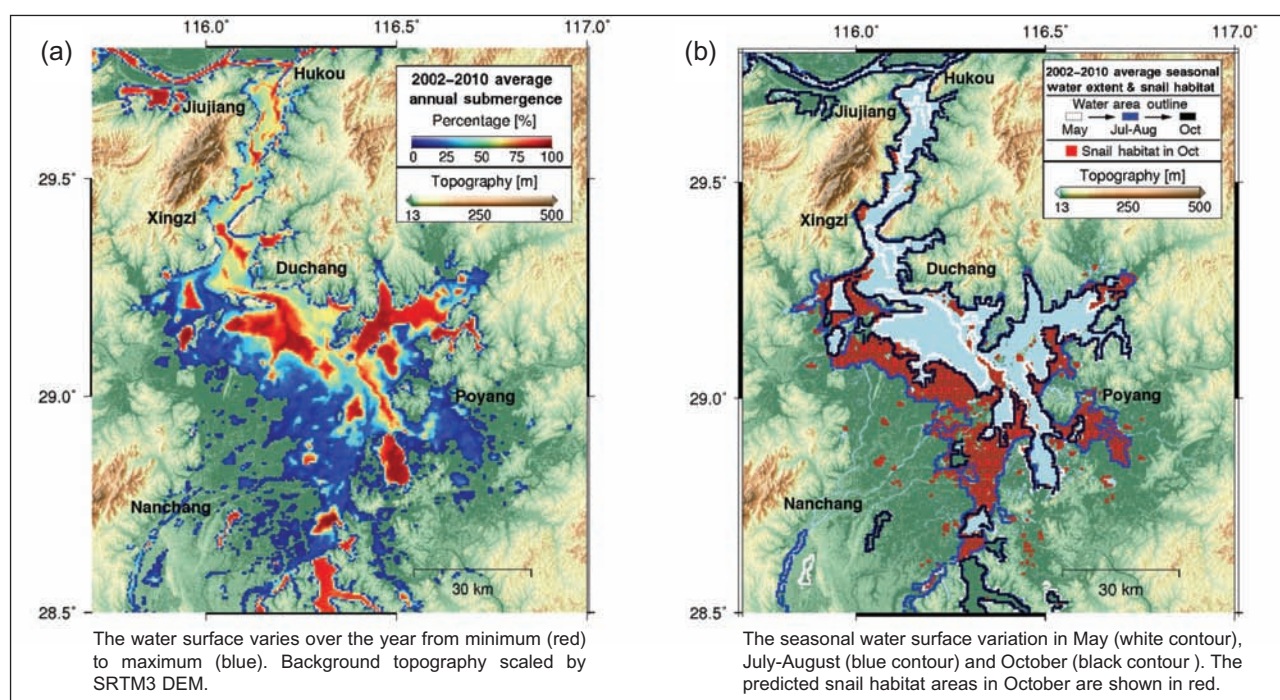 116.0˚ 116.5˚ 117.0˚
(a)
Hukou
Jiujiang
2002–2010 average
annual submergence
Percentage [%]
0 25 50 75 100
Topography [m]
13 250 500
29.5˚
Xingzi
Duchang
29.0˚
Poyang
Nanchang
30 km
28.5˚
The water surface varies over the year from minimum (red)
to maximum (blue). Background topography scaled by
SRTM3 DEM.
116.0˚ 116.5˚ 117.0˚
(b)
Hukou
Jiujiang
2002–2010 average seasonal
water extent & snail habitat
Water area outline
May Jul-Aug Oct
Snail habitat in Oct
Topography [m]
13 250 500
29.5˚
Xingzi
Duchang
29.0˚
Poyang
Nanchang
30 km
28.5˚
The seasonal water surface variation in May (white contour),
July-August (blue contour) and October (black contour ). The
predicted snail habitat areas in October are shown in red.